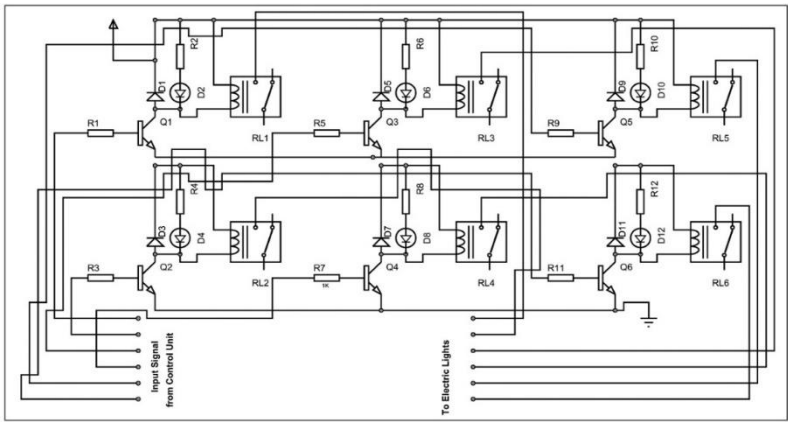 R2
R6
R10
D1
D2
D5
D6
D9
D10
R1
Q1
RL1
R5
Q3
RL3
R9
Q5
RL5
R4
R8
R12
D3
D4
D7
D8
D11
D12
R3
Q2
RL2
R7
1K
Q4
RL4
R11
Q6
RL6
Input Signal
from Control Unit
To Electric Lights